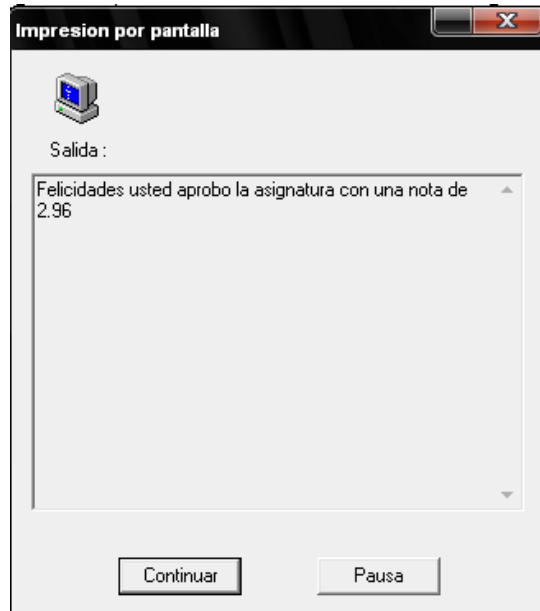 Impresion por pantalla
Salida :
Felicidades usted aprobo la asignatura con una nota de
2.96
Continuar
Pausa